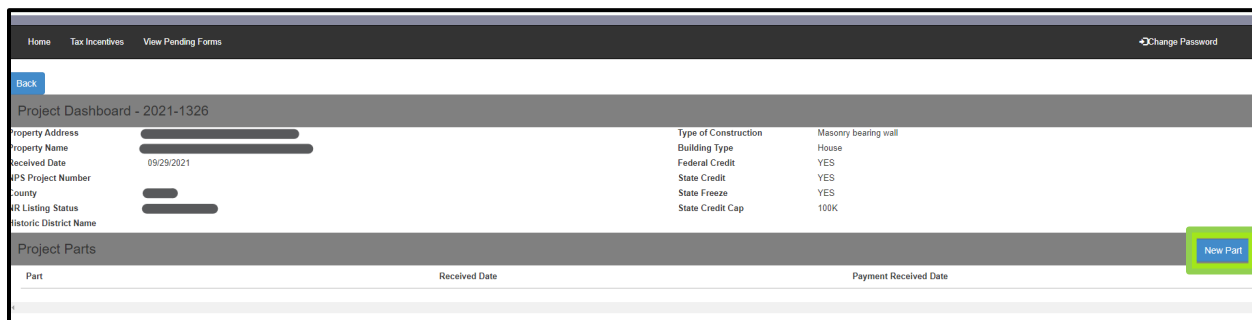 Home Tax Incentives View Pending Forms Change Password
Back
Project Dashboard - 2021-1326
Property Address Type of Construction Masonry bearing wall
Property Name Building Type House
Received Date 09/29/2021 Federal Credit YES
NPS Project Number State Credit YES
County State Freeze YES
NR Listing Status State Credit Cap 100K
Historic District Name
Project Parts New Part
Part Received Date Payment Received Date